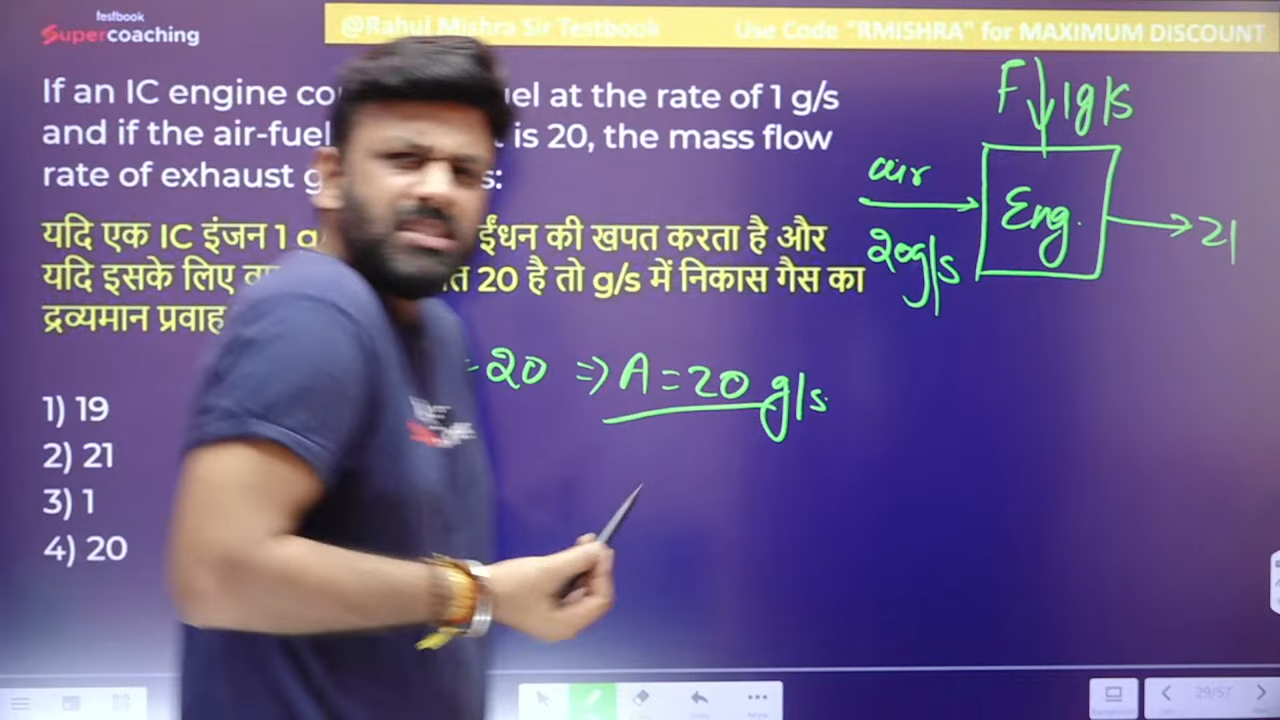 testbook
Supercoaching
@Rahul Mishra Sir Testbook
Use Code "RMISHRA" for MAXIMUM DISCOUNT
If an IC engine uel at the rate of 1 g/s
and if the air-fuel is 20, the mass flow
rate of exhaust s:
यदि एक IC इंजन 1 ईंधन की खपत करता है और
यदि इसके लिए 20 है तो g/s में निकास गैस का
द्रव्यमान प्रवाह
= 20 ⇒ A = 20 g/s.
1) 19
2) 21
3) 1
4) 20
F 1g/s
air
20g/s
Eng.
21
29/57